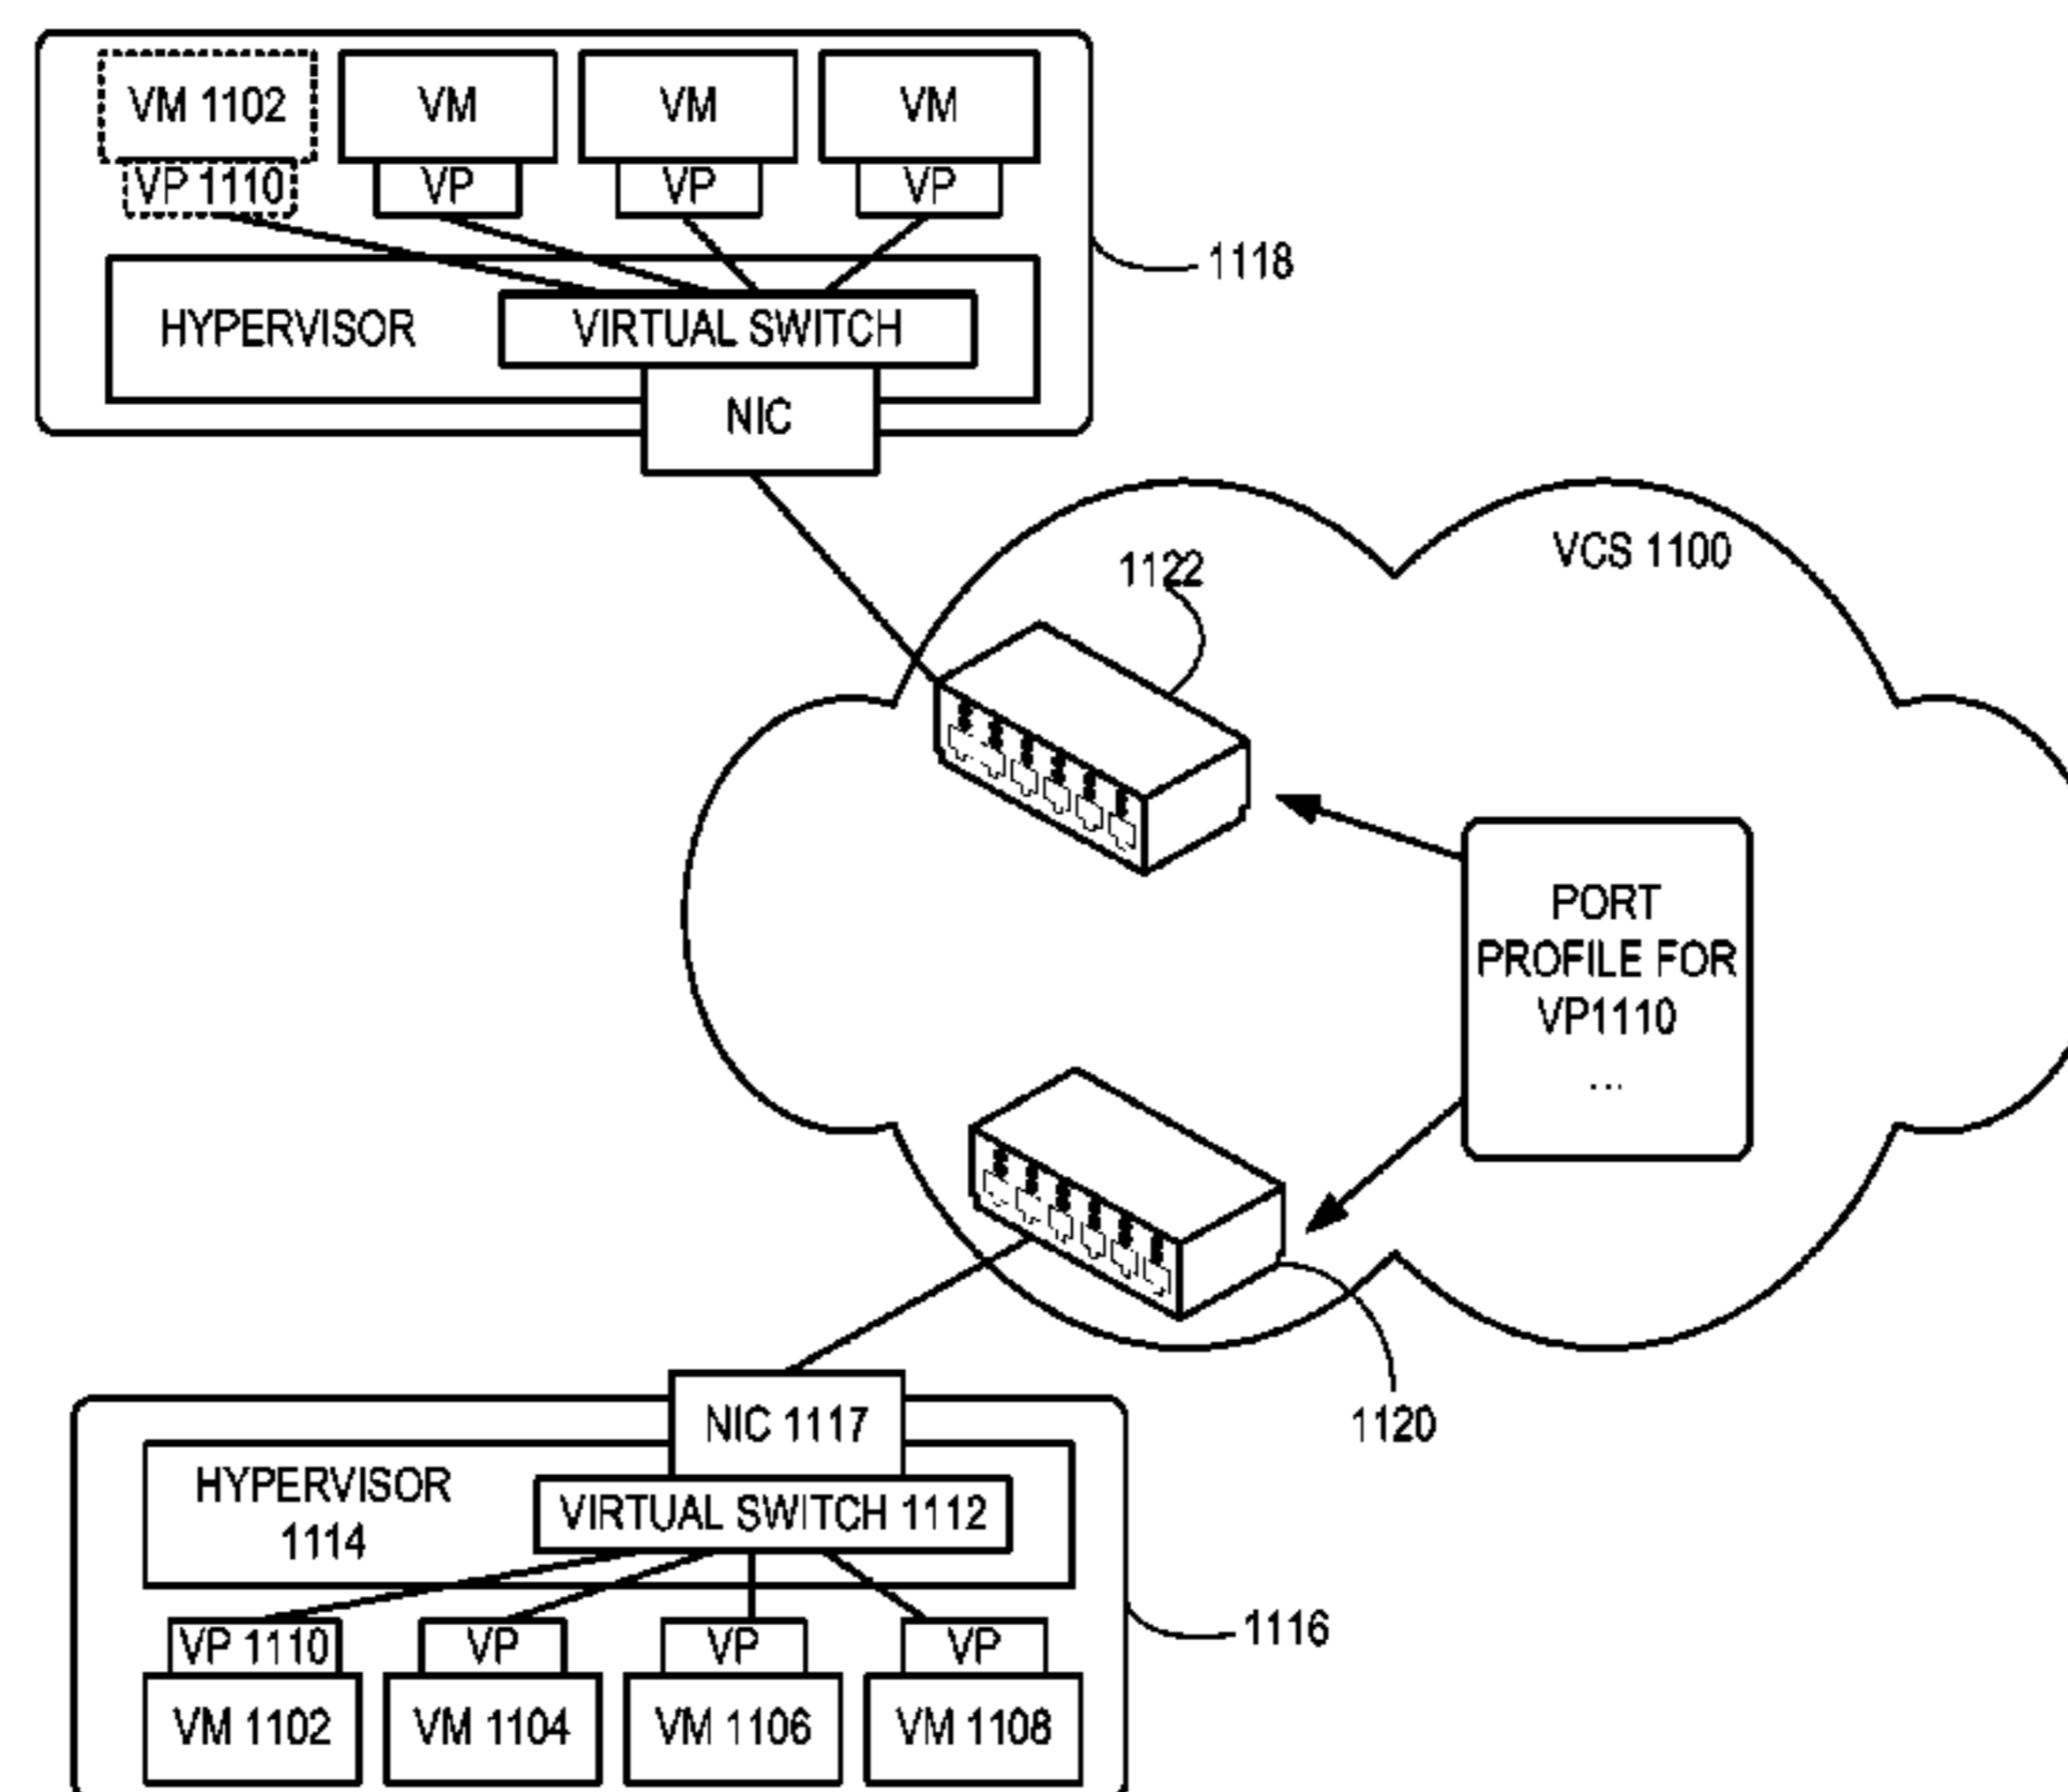 VM 1102
VM
VM
VM
VP 1110
VP
VP
VP
1118
HYPERVISOR
VIRTUAL SWITCH
NIC
VCS 1100
1122
PORT
PROFILE FOR
VP1110
...
1120
NIC 1117
HYPERVISOR
1114
VIRTUAL SWITCH 1112
1116
VP 1110
VP
VP
VP
VM 1102
VM 1104
VM 1106
VM 1108